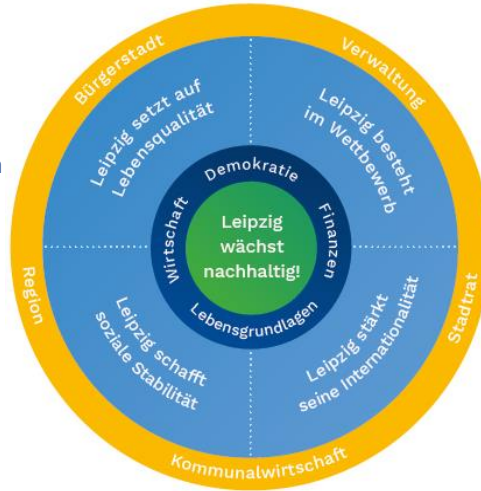 Bürgerstadt
Verwaltung
Leipzig setzt auf
Lebensqualität
Leipzig besteht
im Wettbewerb
Demokratie
Wirtschaft
Finanzen
Leipzig
wächst
nachhaltig!
Lebensgrundlagen
Region
Stadtrat
Leipzig schafft
soziale Stabilität
Leipzig stärkt
seine Internationalität
Kommunalwirtschaft